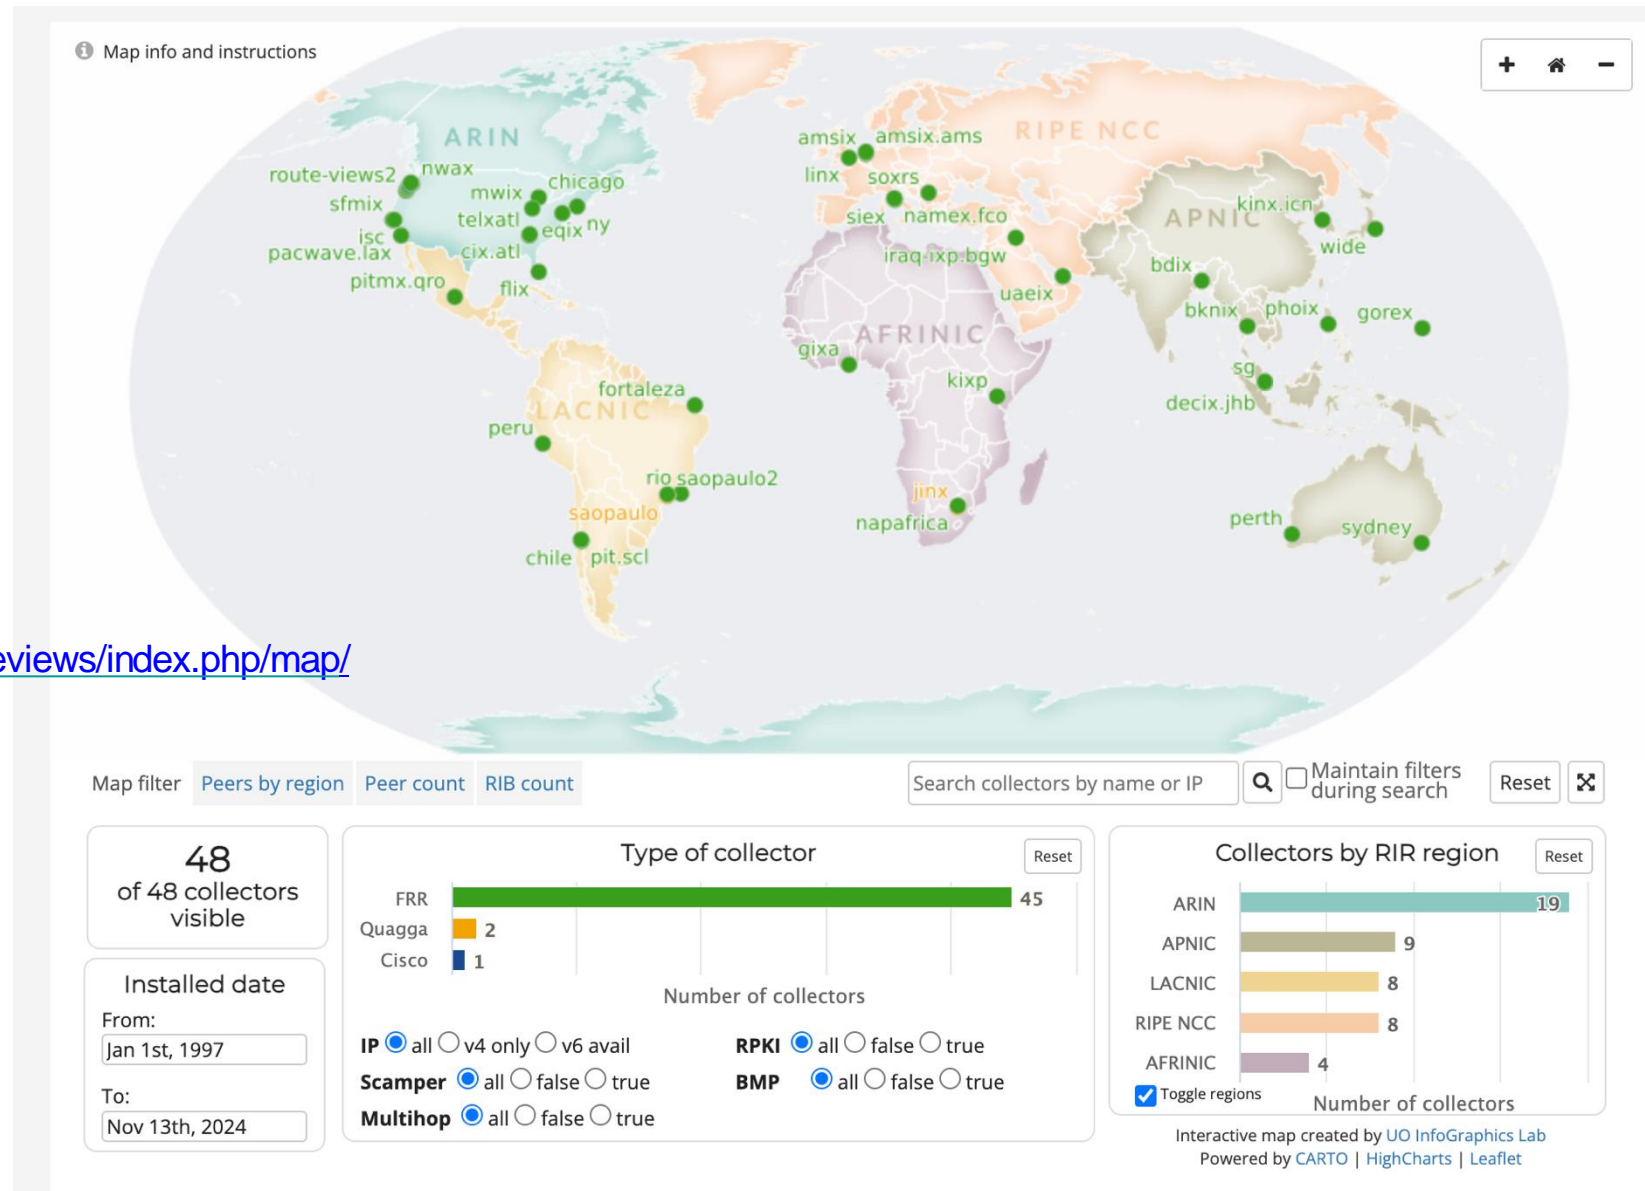 Map info and instructions
ARIN
RIPE NCC
APNIC
AFRINIC
LACNIC
amsix
amsix.ams
route-views2
nwax
linx
soxrs
mwix
chicago
sfmix
telxatl
siex
namex.fco
kinx.icn
isc
eqix
ny
wide
pacwave.lax
cix.atl
iraq-ixp.bgw
bdix
pitmx.qro
flix
uaeix
bknix
phoix
gorex
gixa
kixp
sg
fortaleza
decix.jhb
peru
rio
saopaulo2
jinx
saopaulo
napafrica
perth
sydney
chile
pit.scl
eviews/index.php/map/
Map filter
Peers by region
Peer count
RIB count
Search collectors by name or IP
Maintain filters
during search
Reset
48
of 48 collectors
visible
Installed date
From:
Jan 1st, 1997
To:
Nov 13th, 2024
Type of collector
Reset
FRR 45
Quagga 2
Cisco 1
Number of collectors
IP all v4 only v6 avail
RPKI all false true
Scamper all false true
BMP all false true
Multihop all false true
Collectors by RIR region
Reset
ARIN 19
APNIC 9
LACNIC 8
RIPE NCC 8
AFRINIC 4
Toggle regions
Number of collectors
Interactive map created by UO InfoGraphics Lab
Powered by CARTO | HighCharts | Leaflet